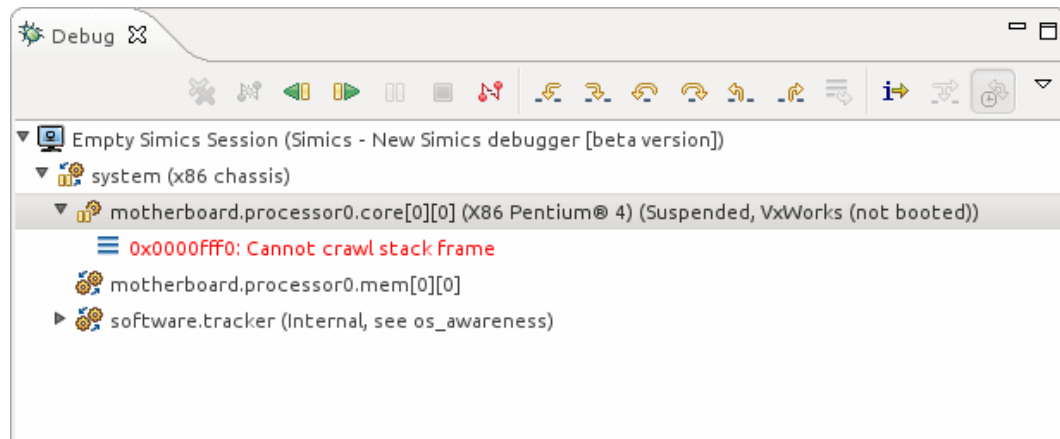 Debug
i
Empty Simics Session (Simics - New Simics debugger [beta version])
system (x86 chassis)
motherboard.processor0.core[0][0] (X86 Pentium® 4) (Suspended, VxWorks (not booted))
0x0000fff0: Cannot crawl stack frame
motherboard.processor0.mem[0][0]
software.tracker (Internal, see os_awareness)